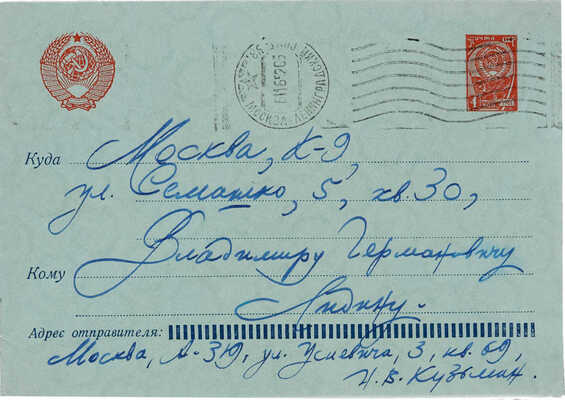 МОСКВА
Куда Москва, К-9,
ул. Семашко, 5, кв. 30,
Владимиру Германовичу
Кому
Лидину.
Адрес отправителя:
Москва, А-319, ул. Усиевича, 3, кв. 69,
Н. В. Кузьмин.